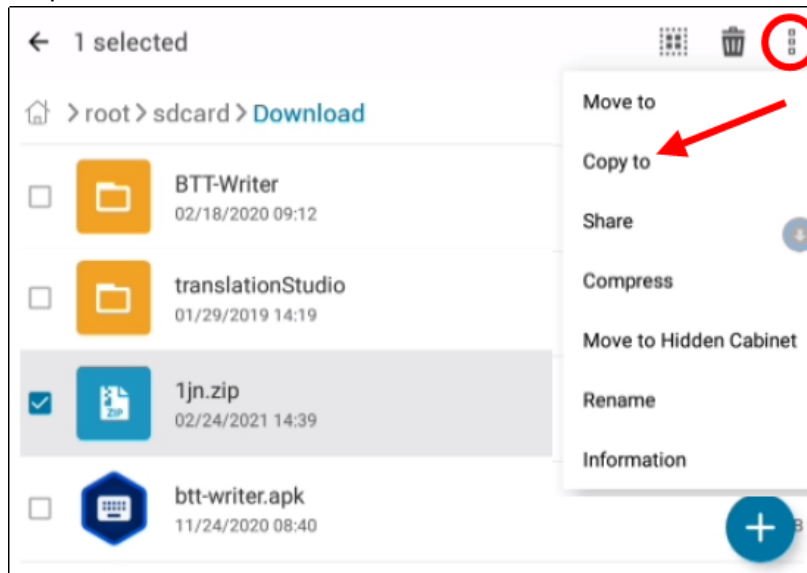 1 selected
root > sdcard > Download
Move to
Copy to
Share
Compress
Move to Hidden Cabinet
Rename
Information
BTT-Writer
02/18/2020 09:12
translationStudio
01/29/2019 14:19
1jn.zip
ZIP
02/24/2021 14:39
btt-writer.apk
11/24/2020 08:40
B